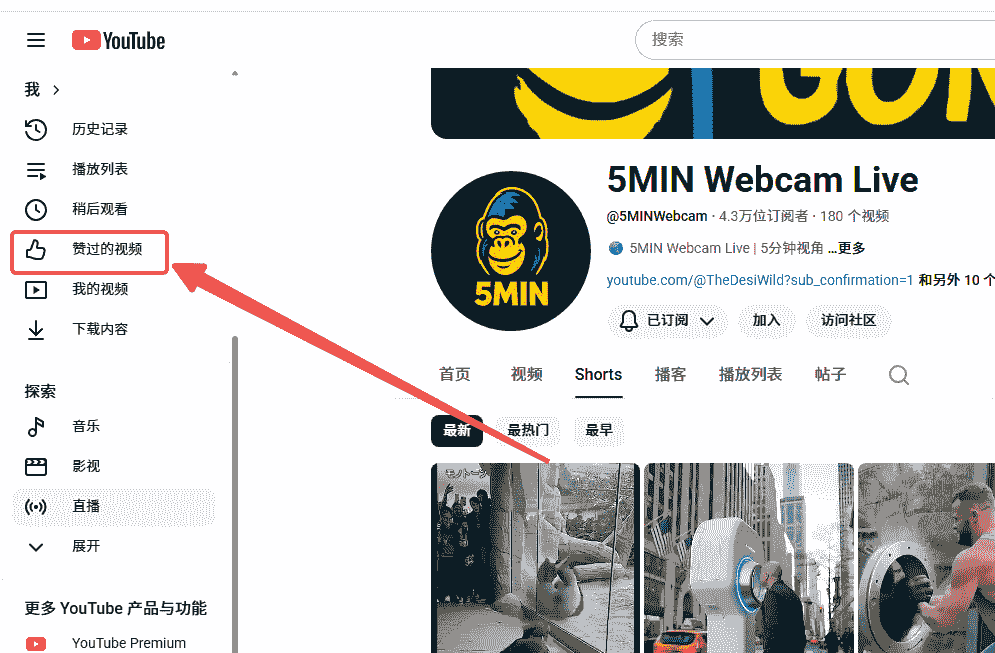 YouTube
搜索
我
历史记录
播放列表
稍后观看
赞过的视频
我的视频
下载内容
探索
音乐
影视
直播
展开
更多 YouTube 产品与功能
YouTube Premium
GON
5MIN
5MIN Webcam Live
@5MINWebcam · 4.3万位订阅者 · 180 个视频
5MIN Webcam Live | 5分钟视角 ...更多
youtube.com/@TheDesiWild?sub_confirmation=1 和另外 10 个
已订阅
加入
访问社区
首页
视频
Shorts
播客
播放列表
帖子
最新
最热门
最早
モノトーン